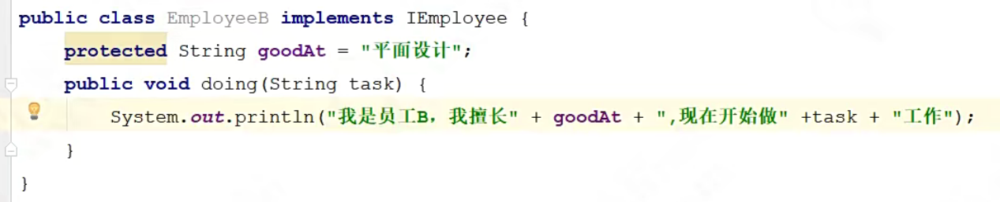 public class EmployeeB implements IEmployee {
    protected String goodAt = "平面设计";
    public void doing(String task) {
        System.out.println("我是员工B，我擅长" + goodAt + ",现在开始做" +task + "工作");
    }
}